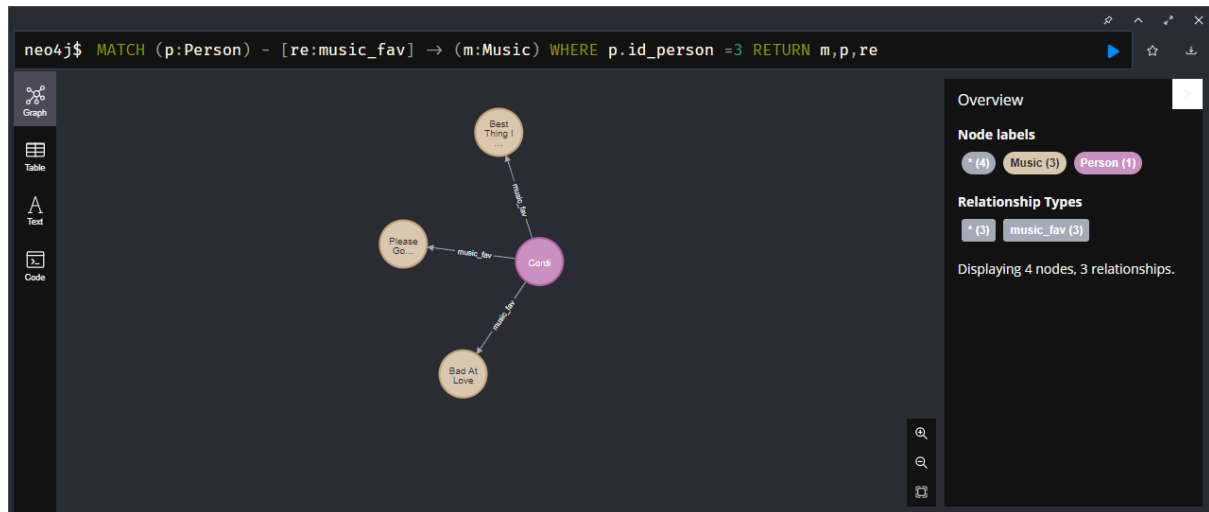 neo4j$ MATCH (p:Person) - [re:music_fav] → (m:Music) WHERE p.id_person =3 RETURN m,p,re
Graph
Table
Text
Code
Best
Thing I
....
music_fav
Please
Go...
music_fav
Cordi
music_fav
Bad At
Love
Overview
Node labels
* (4) Music (3) Person (1)
Relationship Types
* (3) music_fav (3)
Displaying 4 nodes, 3 relationships.